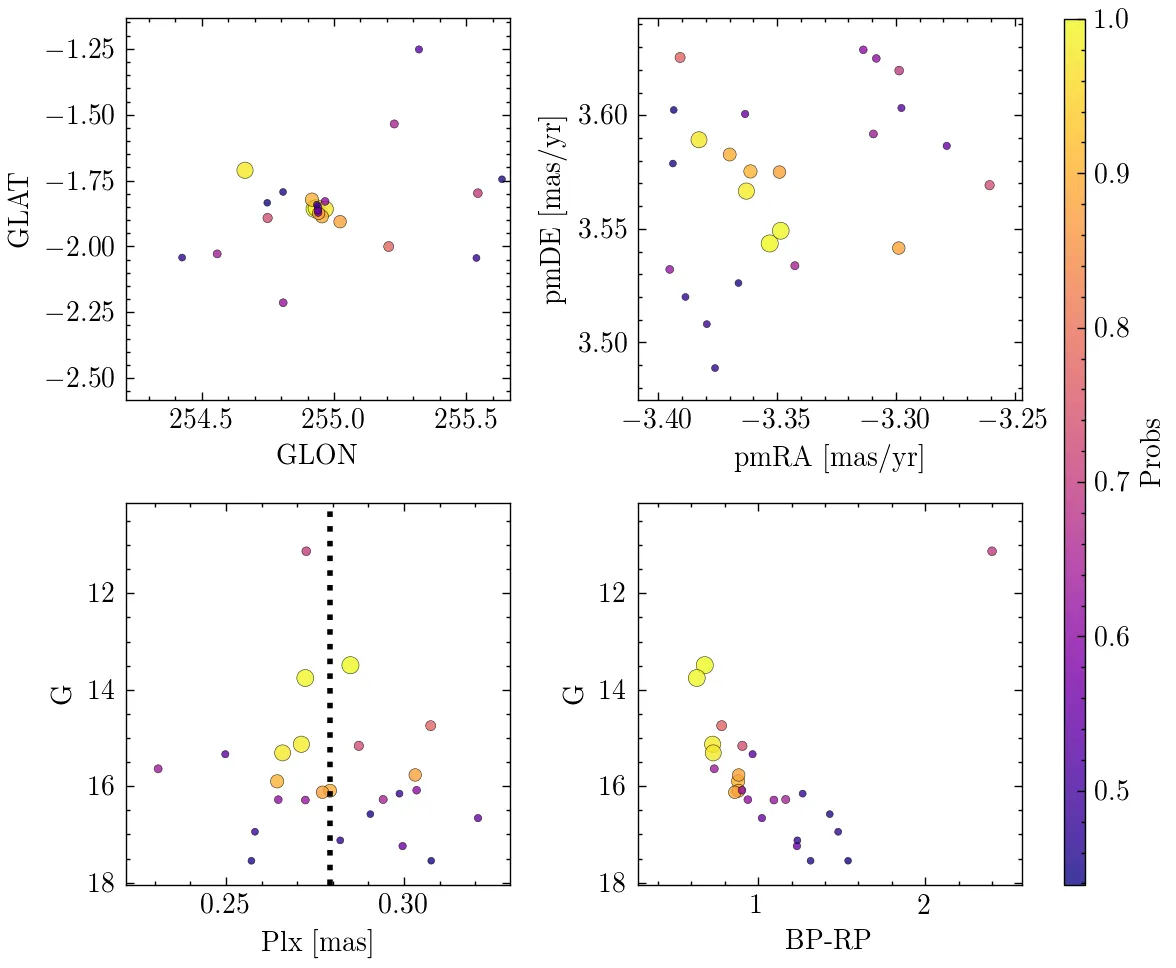 −1.25
−1.50
−1.75
−2.00
−2.25
−2.50
GLAT
254.5 255.0 255.5
GLON
3.60
3.55
3.50
pmDE [mas/yr]
−3.40 −3.35 −3.30 −3.25
pmRA [mas/yr]
12
14
16
18
G
0.25 0.30
Plx [mas]
12
14
16
18
G
1 2
BP-RP
1.0
0.9
0.8
0.7
0.6
0.5
Probs